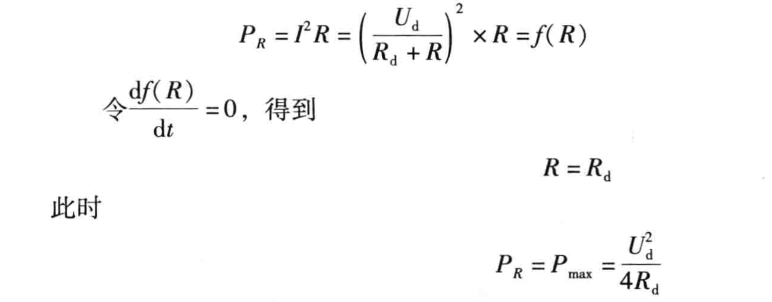 $P_R = I^2 R = \left( \frac{U_d}{R_d + R} \right)^2 \times R = f(R)$
令$\frac{df(R)}{dt} = 0$，得到
$R = R_d$
此时
$P_R = P_{max} = \frac{U_d^2}{4R_d}$